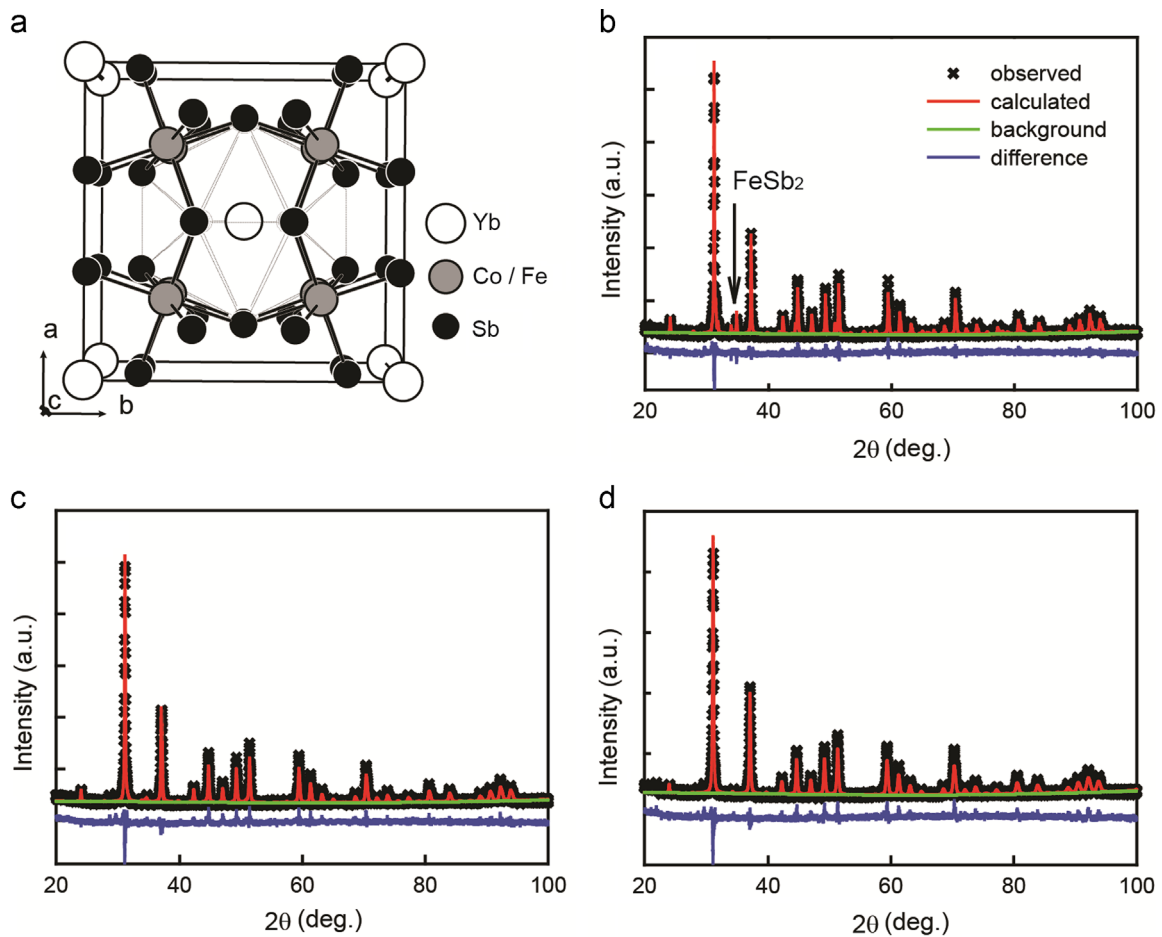 a
Yb
Co / Fe
Sb
a
c
b
b
observed
calculated
background
difference
FeSb₂
Intensity (a.u.)
20 40 60 80 100
2θ (deg.)
c
Intensity (a.u.)
20 40 60 80 100
2θ (deg.)
d
Intensity (a.u.)
20 40 60 80 100
2θ (deg.)